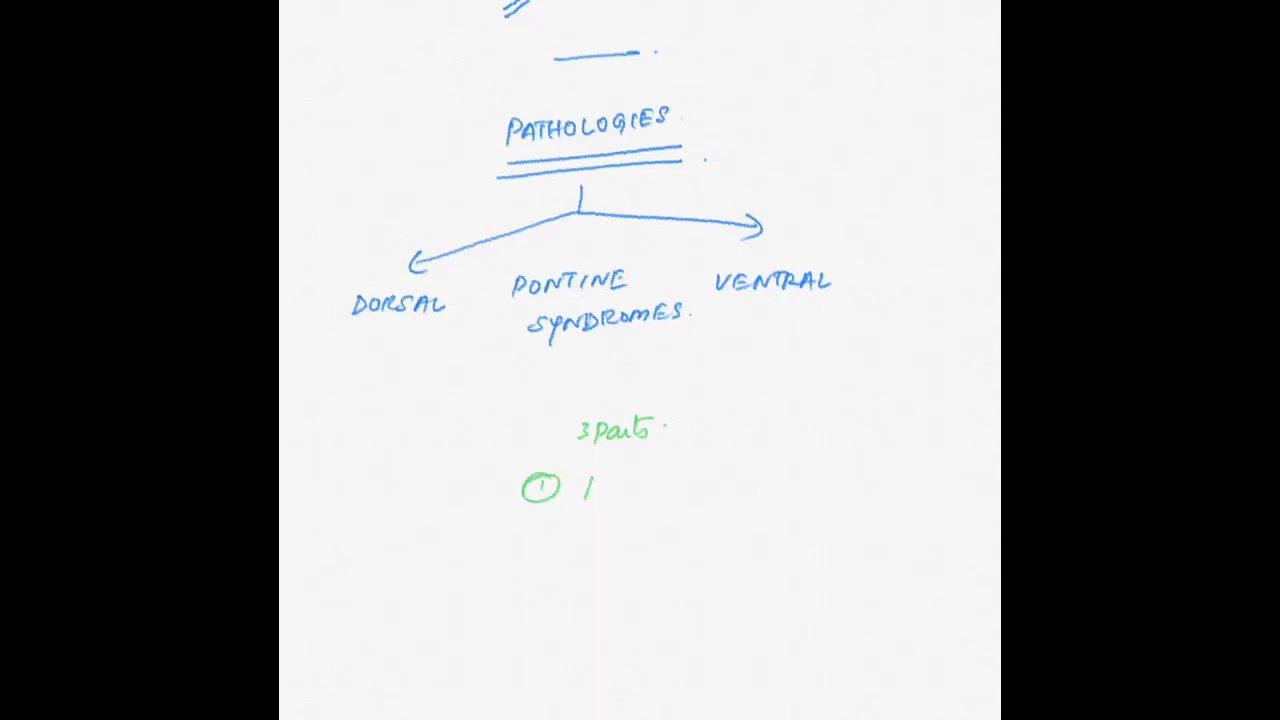 PATHOLOGIES
DORSAL PONTINE VENTRAL
SYNDROMES.
3 parts.
1